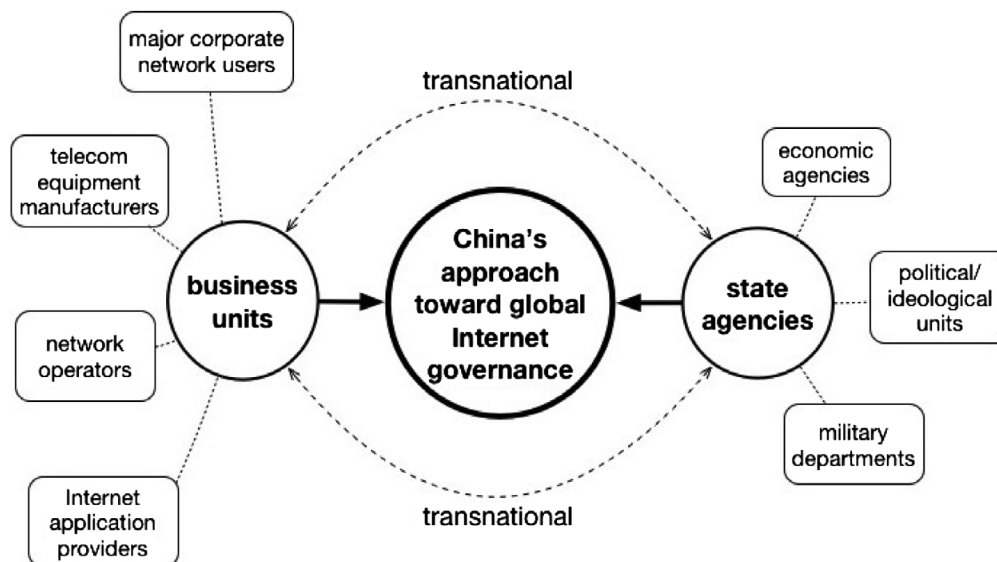 major corporate
network users
transnational
telecom
equipment
manufacturers
economic
agencies
business
units
China's
approach
toward global
Internet
governance
state
agencies
political/
ideological
units
network
operators
military
departments
Internet
application
providers
transnational